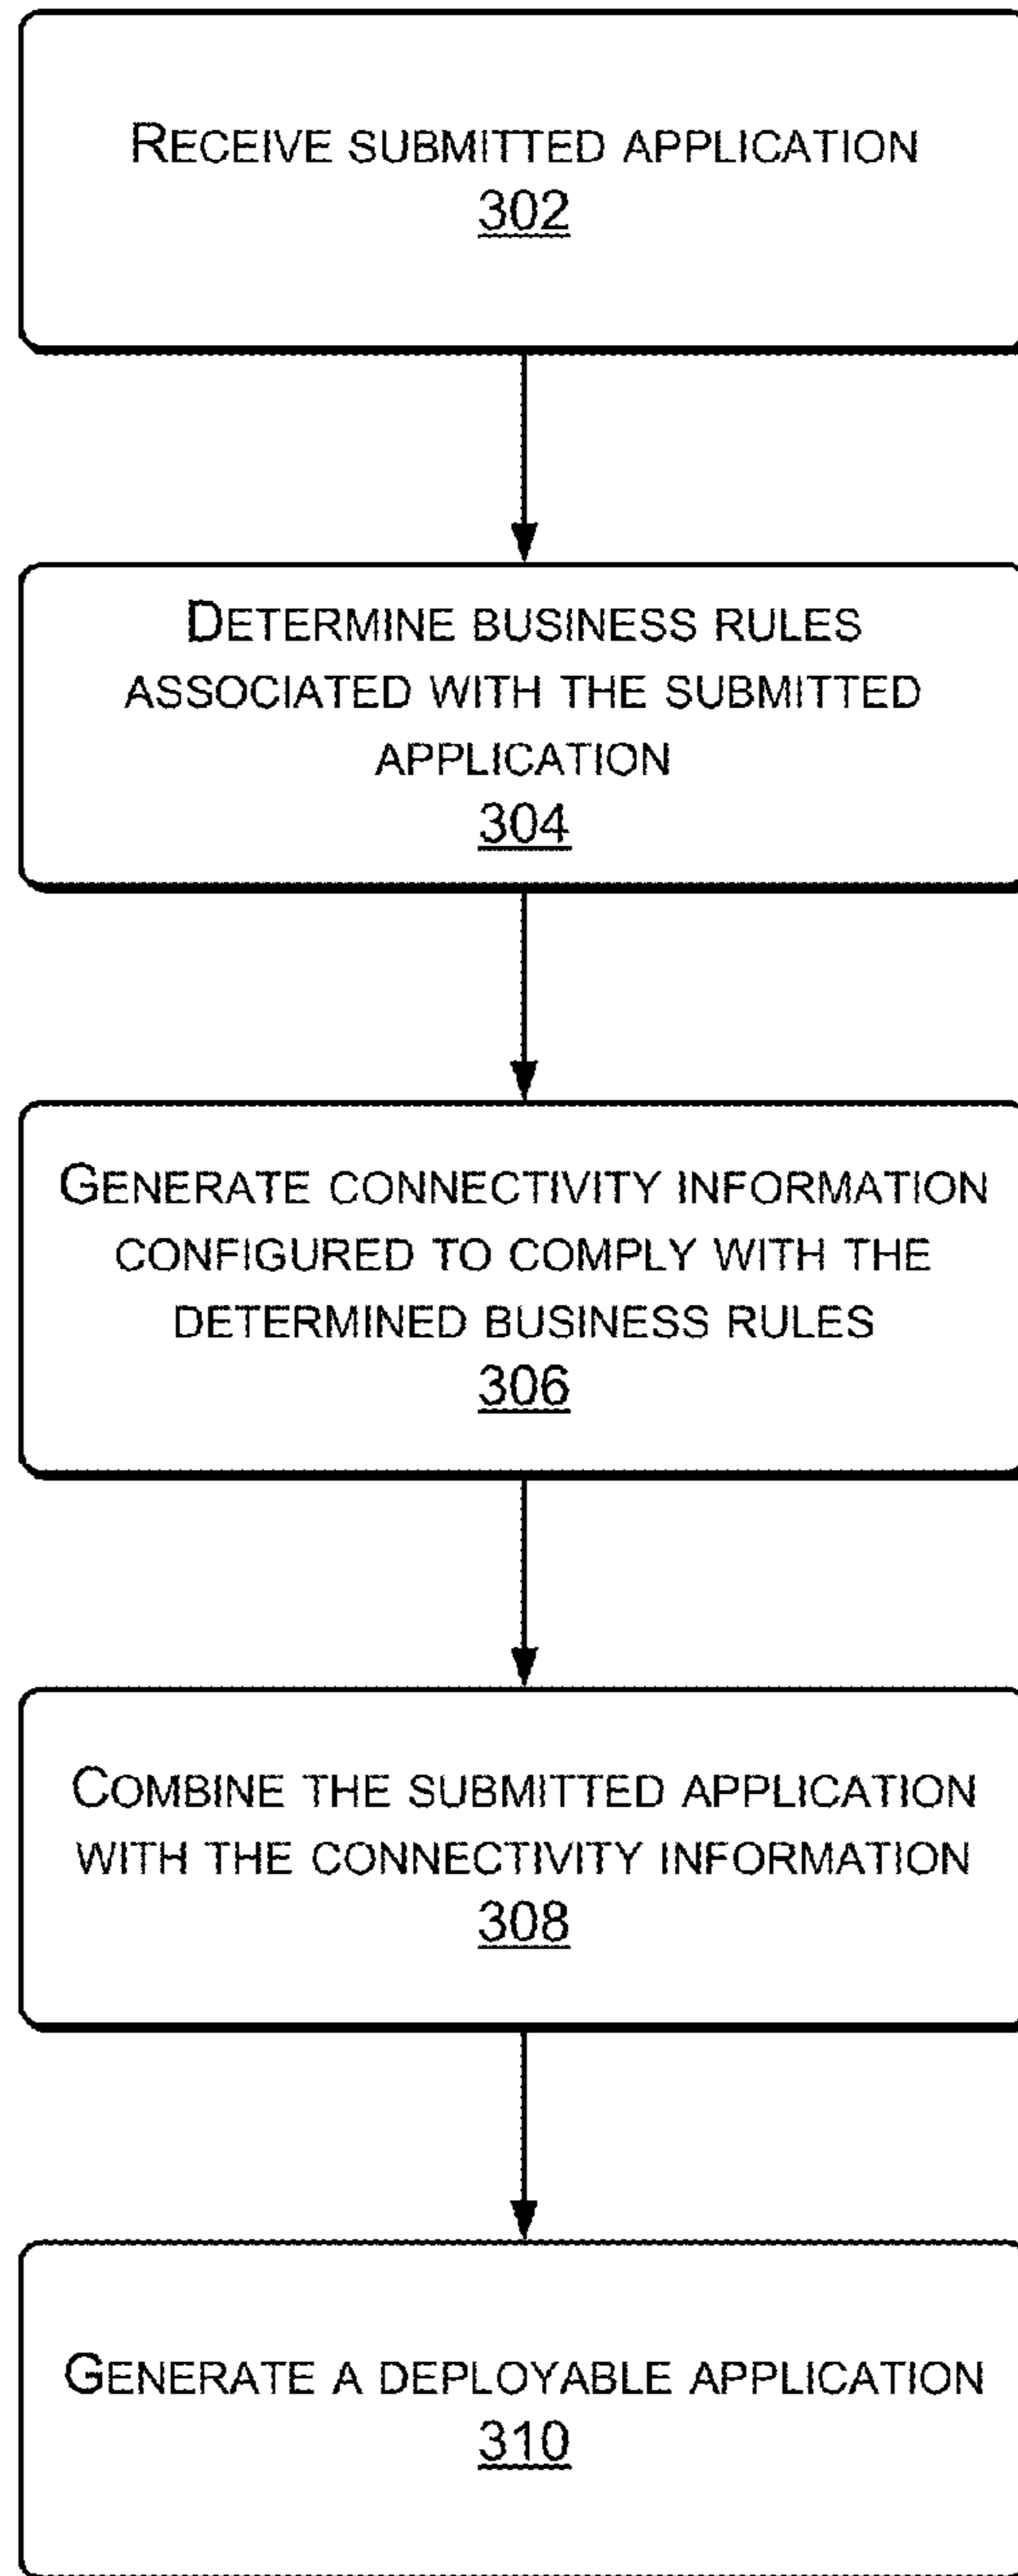 RECEIVE SUBMITTED APPLICATION
302
DETERMINE BUSINESS RULES
ASSOCIATED WITH THE SUBMITTED
APPLICATION
304
GENERATE CONNECTIVITY INFORMATION
CONFIGURED TO COMPLY WITH THE
DETERMINED BUSINESS RULES
306
COMBINE THE SUBMITTED APPLICATION
WITH THE CONNECTIVITY INFORMATION
308
GENERATE A DEPLOYABLE APPLICATION
310